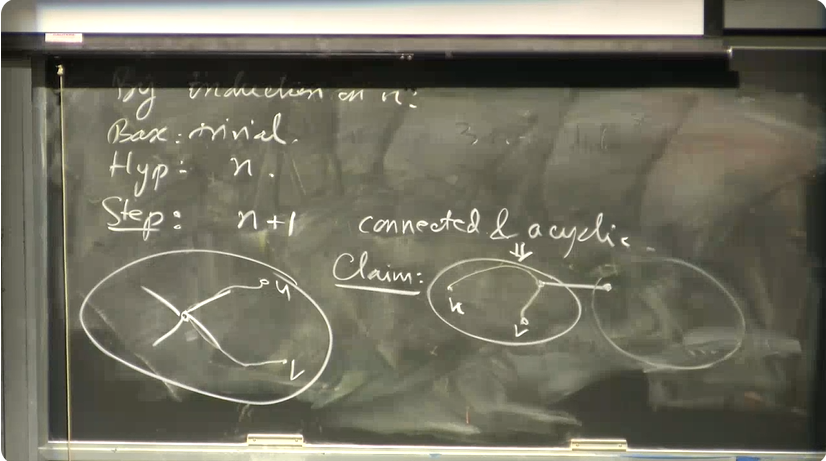 By induction on n:
Base: trivial.
Hyp: n.
Step: n+1 connected & acyclic
Claim: ⇓
u
v
u
v